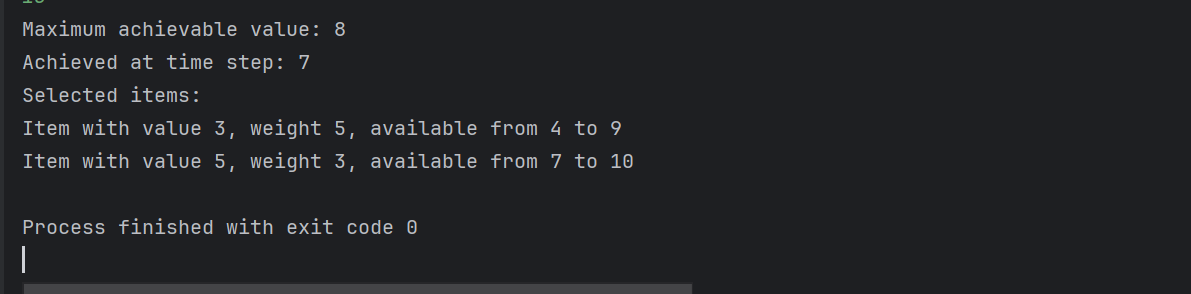 Maximum achievable value: 8
Achieved at time step: 7
Selected items:
Item with value 3, weight 5, available from 4 to 9
Item with value 5, weight 3, available from 7 to 10
Process finished with exit code 0